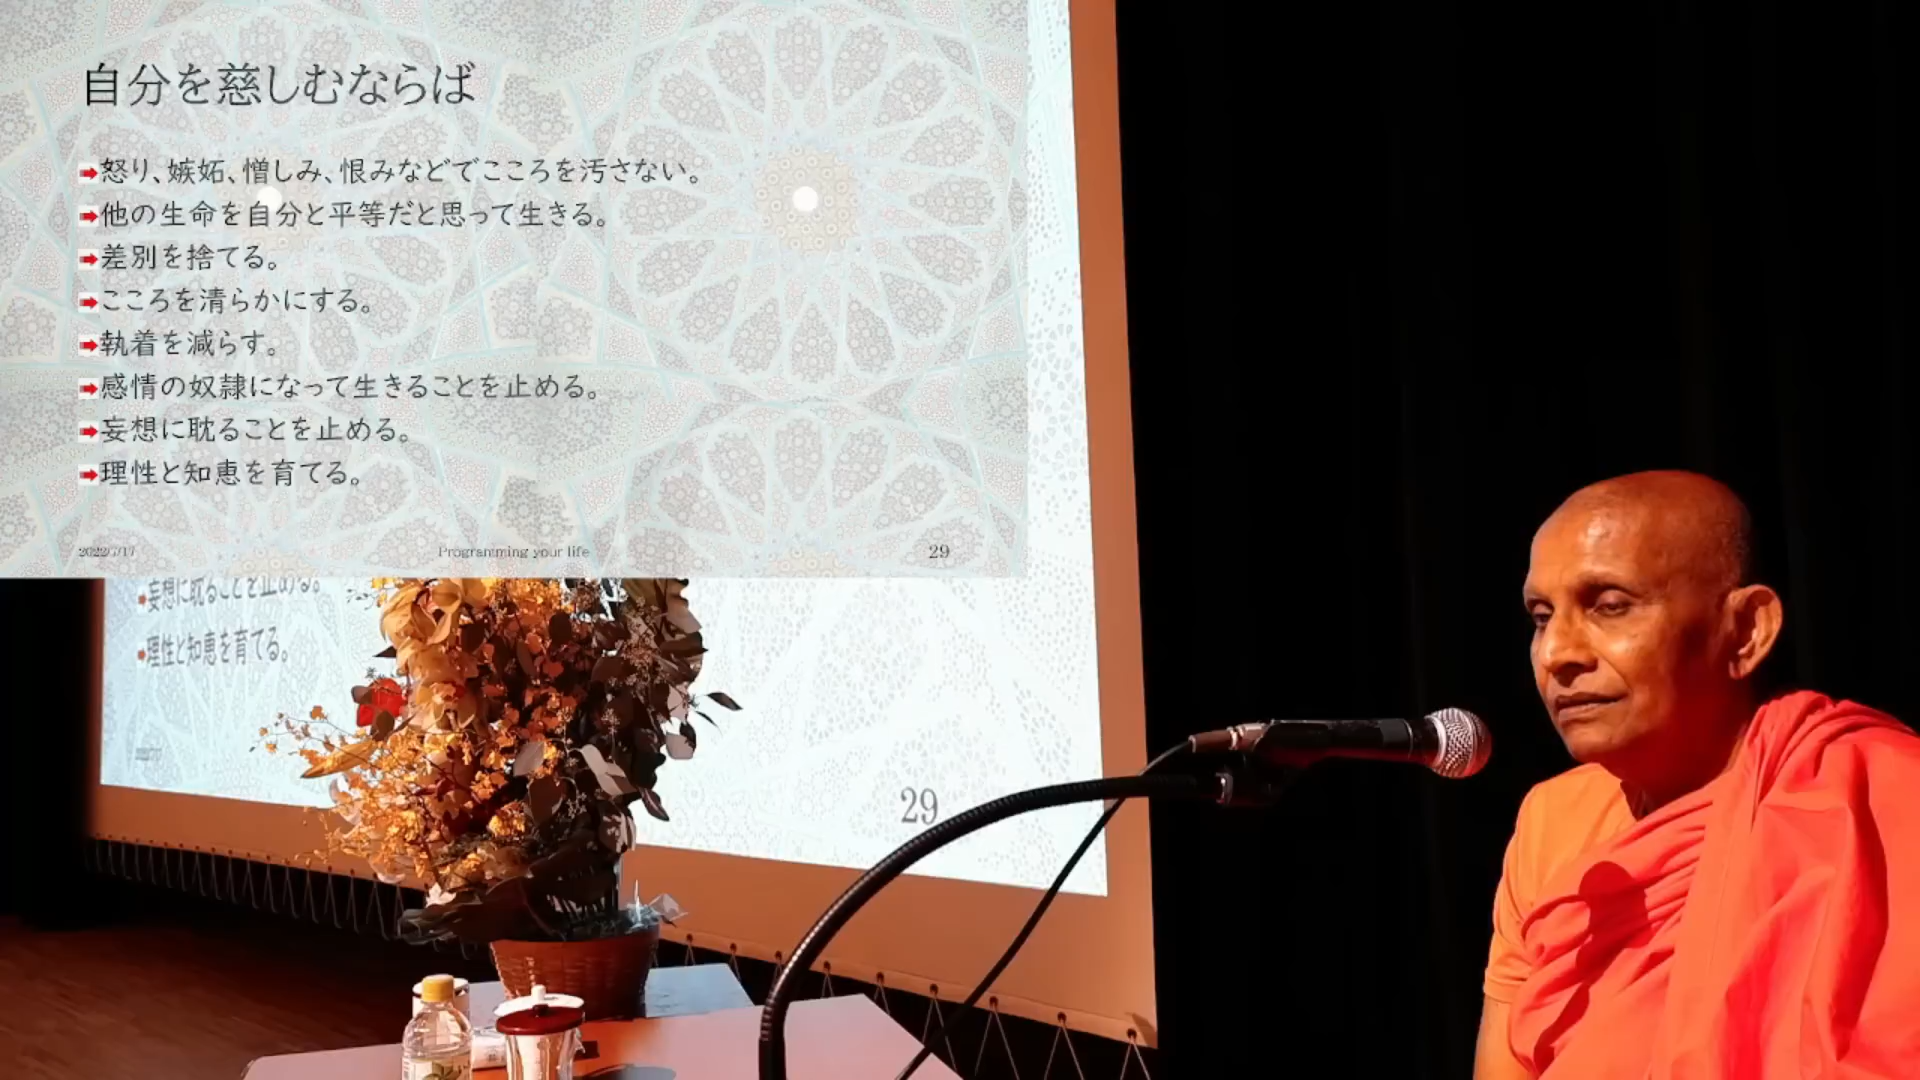 自分を慈しむならば
怒り、嫉妬、憎しみ、恨みなどでこころを汚さない。
他の生命を自分と平等だと思って生きる。
差別を捨てる。
こころを清らかにする。
執着を減らす。
感情の奴隷になって生きることを止める。
妄想に耽ることを止める。
理性と知恵を育てる。
2022/7/17 Programming your life 29
妄想に耽ることを止める。
理性と知恵を育てる。
29